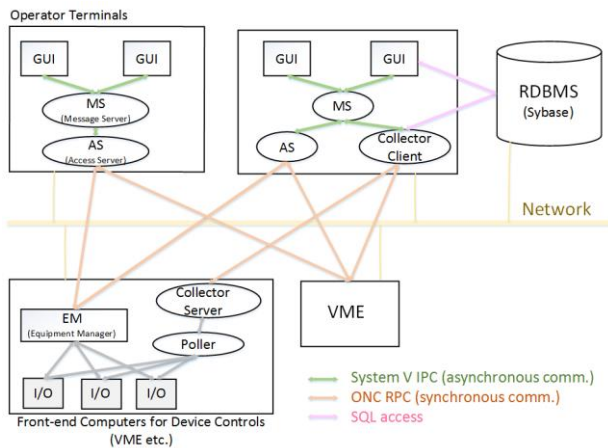 Operator Terminals
GUI
GUI
MS
(Message Server)
AS
(Access Server)
GUI
GUI
MS
AS
Collector
Client
RDBMS
(Sybase)
Network
EM
(Equipment Manager)
Collector
Server
Poller
I/O
I/O
I/O
VME
Front-end Computers for Device Controls
(VME etc.)
System V IPC (asynchronous comm.)
ONC RPC (synchronous comm.)
SQL access